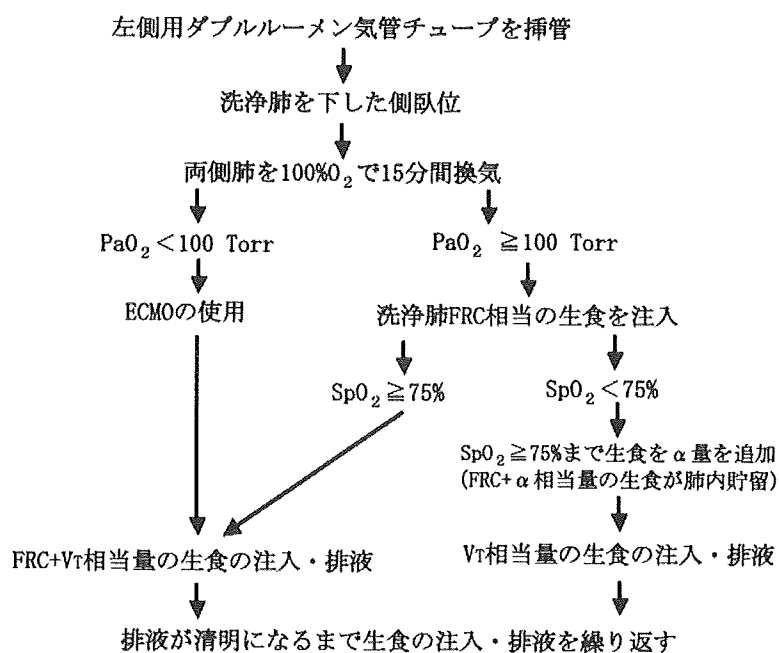 左側用ダブルルーメン気管チューブを挿管
洗浄肺を下した側臥位
両側肺を100%O₂で15分間換気
PaO₂＜100 Torr
PaO₂ ≧100 Torr
ECMOの使用
洗浄肺FRC相当の生食を注入
SpO₂≧75%
SpO₂＜75%
SpO₂≧75%まで生食をα量を追加
(FRC+α相当量の生食が肺内貯留)
FRC+VT相当量の生食の注入・排液
VT相当量の生食の注入・排液
排液が清明になるまで生食の注入・排液を繰り返す